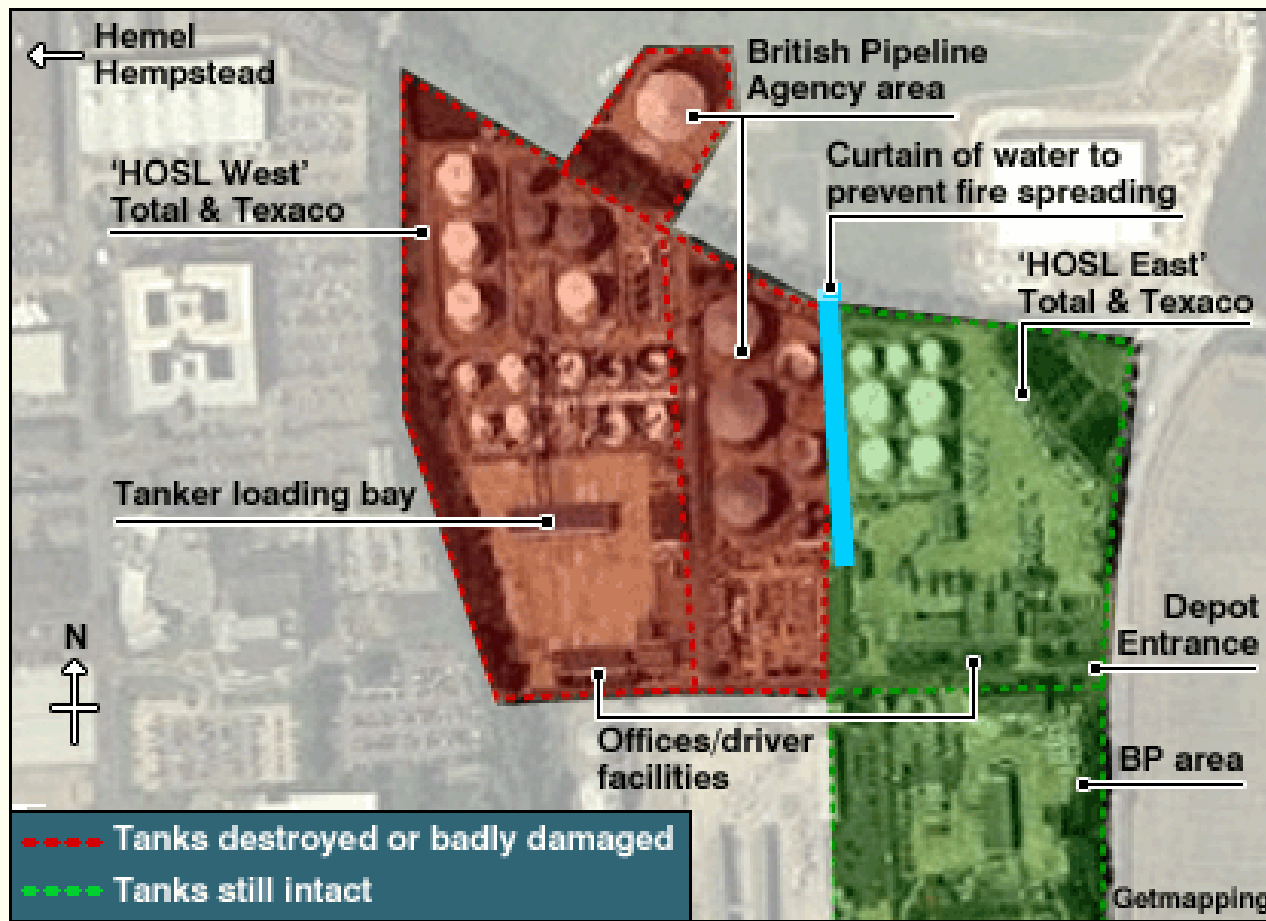 Hemel
Hempstead
British Pipeline
Agency area
Curtain of water to
prevent fire spreading
‘HOSL West’
Total & Texaco
‘HOSL East’
Total & Texaco
Tanker loading bay
N
Depot
Entrance
Offices/driver
facilities
BP area
Tanks destroyed or badly damaged
Tanks still intact
Getmapping